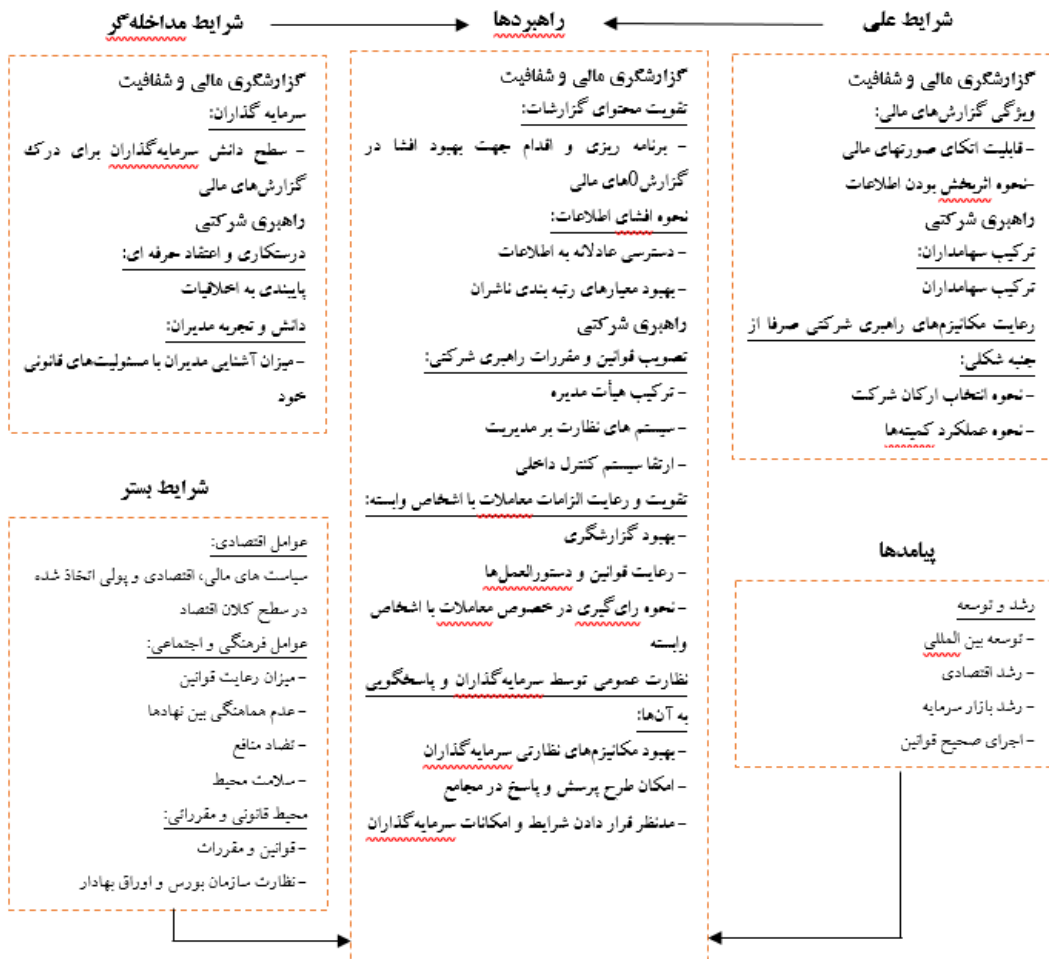 شرایط علی
گزارشگری مالی و شفافیت
ویژگی گزارش‌های مالی:
- قابلیت اتکای صورتهای مالی
-نحوه اثربخش بودن اطلاعات
راهبری شرکتی
ترکیب سهامداران:
ترکیب سهامداران
رعایت مکانیزم‌های راهبری شرکتی صرفا از
جنبه شکلی:
- نحوه انتخاب ارکان شرکت
- نحوه عملکرد کمیته‌ها
راهبردها
گزارشگری مالی و شفافیت
تقویت محتوای گزارشات:
- برنامه ریزی و اقدام جهت بهبود افشا در
گزارش0های مالی
نحوه افشای اطلاعات:
- دسترسی عادلانه به اطلاعات
- بهبود معیارهای رتبه بندی ناشران
راهبری شرکتی
تصویب قوانین و مقررات راهبری شرکتی:
- ترکیب هیأت مدیره
-سیستم های نظارت بر مدیریت
- ارتقا سیستم کنترل داخلی
تقویت و رعایت الزامات معاملات با اشخاص وابسته:
-بهبود گزارشگری
- رعایت قوانین و دستورالعمل‌ها
-نحوه رای‌گیری در خصوص معاملات با اشخاص
وابسته
نظارت عمومی توسط سرمایه‌گذاران و پاسخگویی
به آن‌ها:
-بهبود مکانیزم‌های نظارتی سرمایه‌گذاران
- امکان طرح پرسش و پاسخ در مجامع
-مدنظر قرار دادن شرایط و امکانات سرمایه‌گذاران
شرایط مداخله‌گر
گزارشگری مالی و شفافیت
سرمایه گذاران:
- سطح دانش سرمایه‌گذاران برای درک
گزارش‌های مالی
راهبری شرکتی
درستکاری و اعتقاد حرفه ای:
پایبندی به اخلاقیات
دانش و تجربه مدیران:
-میزان آشنایی مدیران با مسئولیت‌های قانونی
خود
شرایط بستر
عوامل اقتصادی:
سیاست های مالی، اقتصادی و پولی اتخاذ شده
در سطح کلان اقتصاد
عوامل فرهنگی و اجتماعی:
- میزان رعایت قوانین
-عدم هماهنگی بین نهادها
- تضاد منافع
- سلامت محیط
محیط قانونی و مقرراتی:
- قوانین و مقررات
-نظارت سازمان بورس و اوراق بهادار
پیامدها
رشد و توسعه
- توسعه بین المللی
- رشد اقتصادی
- رشد بازار سرمایه
- اجرای صحیح قوانین